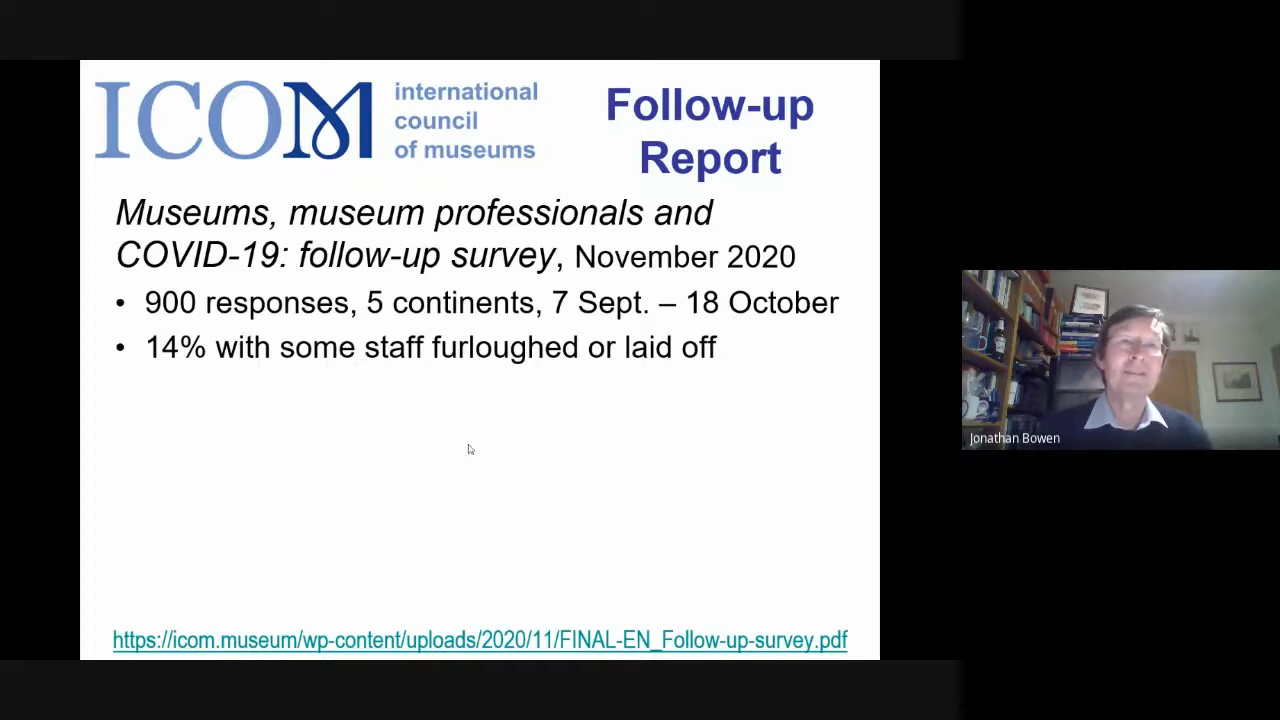 ICOM
international
council
of museums
Follow-up
Report
Museums, museum professionals and
COVID-19: follow-up survey, November 2020
• 900 responses, 5 continents, 7 Sept. – 18 October
• 14% with some staff furloughed or laid off
https://icom.museum/wp-content/uploads/2020/11/FINAL-EN_Follow-up-survey.pdf
Jonathan Bowen